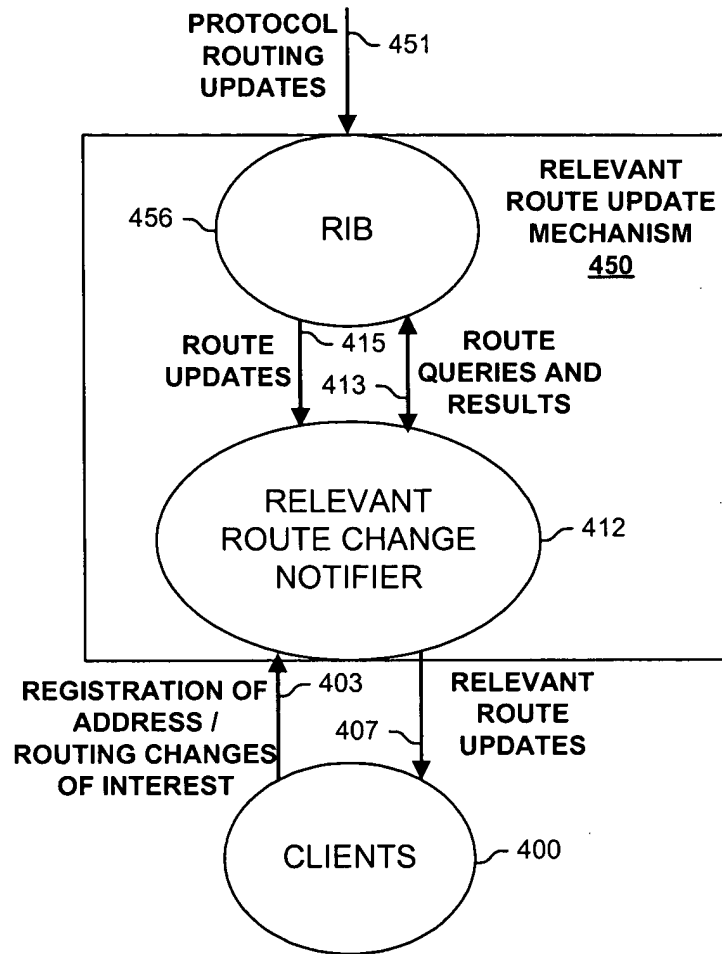 PROTOCOL
ROUTING
UPDATES
451
RELEVANT
ROUTE UPDATE
MECHANISM
450
456
RIB
415
ROUTE
UPDATES
ROUTE
QUERIES AND
RESULTS
413
RELEVANT
ROUTE CHANGE
NOTIFIER
412
REGISTRATION OF
ADDRESS /
ROUTING CHANGES
OF INTEREST
403
RELEVANT
ROUTE
UPDATES
407
CLIENTS
400